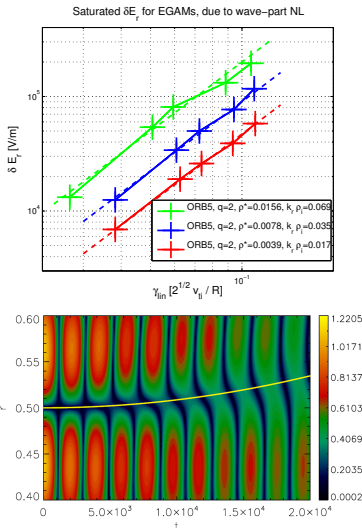 Saturated δE_r for EGAMs, due to wave-part NL
δ E_r [V/m]
10^5
10^4
ORB5, q=2, ρ*=0.0156, k_r ρ_i=0.069
ORB5, q=2, ρ*=0.0078, k_r ρ_i=0.035
ORB5, q=2, ρ*=0.0039, k_r ρ_i=0.017
10^-1
γ_lin [2^1/2 v_ti / R]
0.60
0.55
0.50
0.45
0.40
r
0
5.0×10^3
1.0×10^4
1.5×10^4
2.0×10^4
t
1.2205
1.0171
0.8137
0.6103
0.4069
0.2035
0.0002